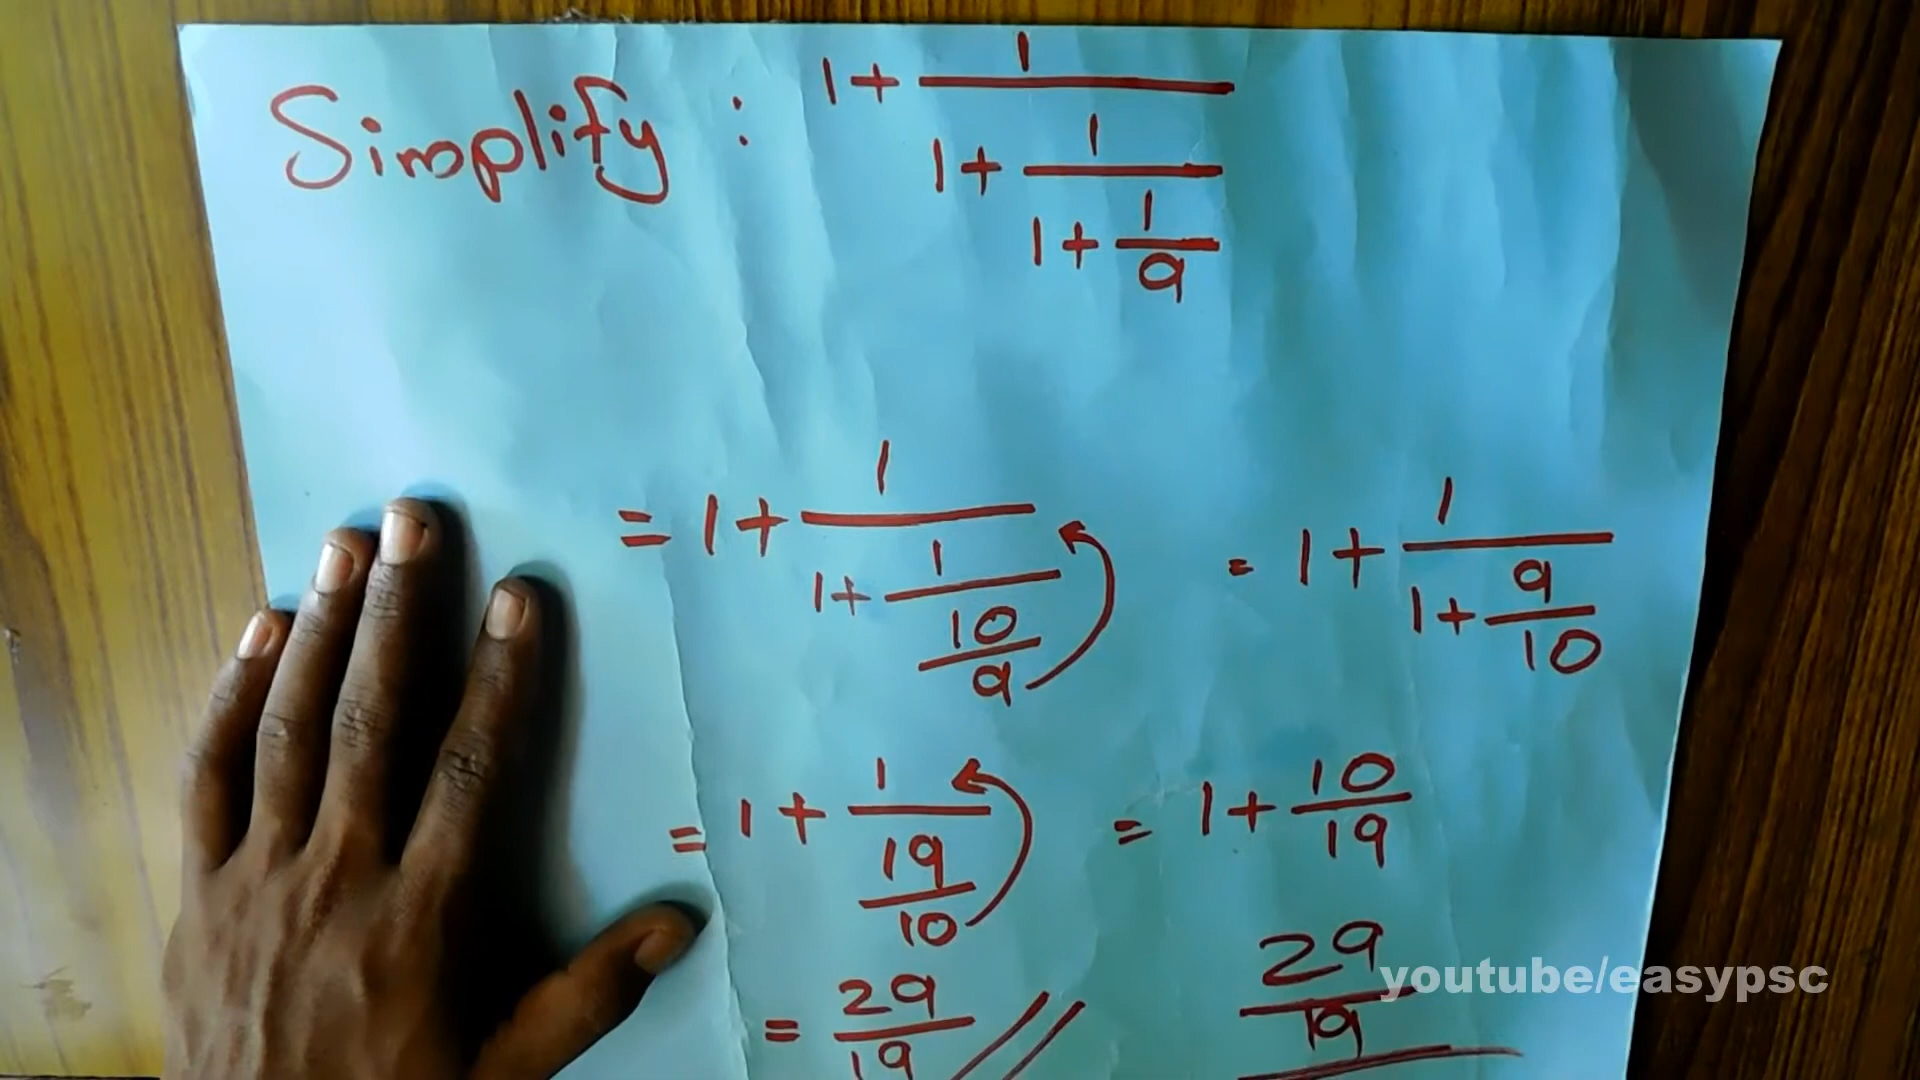 Simplify : 1 + 1/(1 + 1/(1 + 1/9))
= 1 + 1/(1 + 1/(10/9)) = 1 + 1/(1 + 9/10)
= 1 + 1/(19/10) = 1 + 10/19
= 29/19 29/19
youtube/easypsc